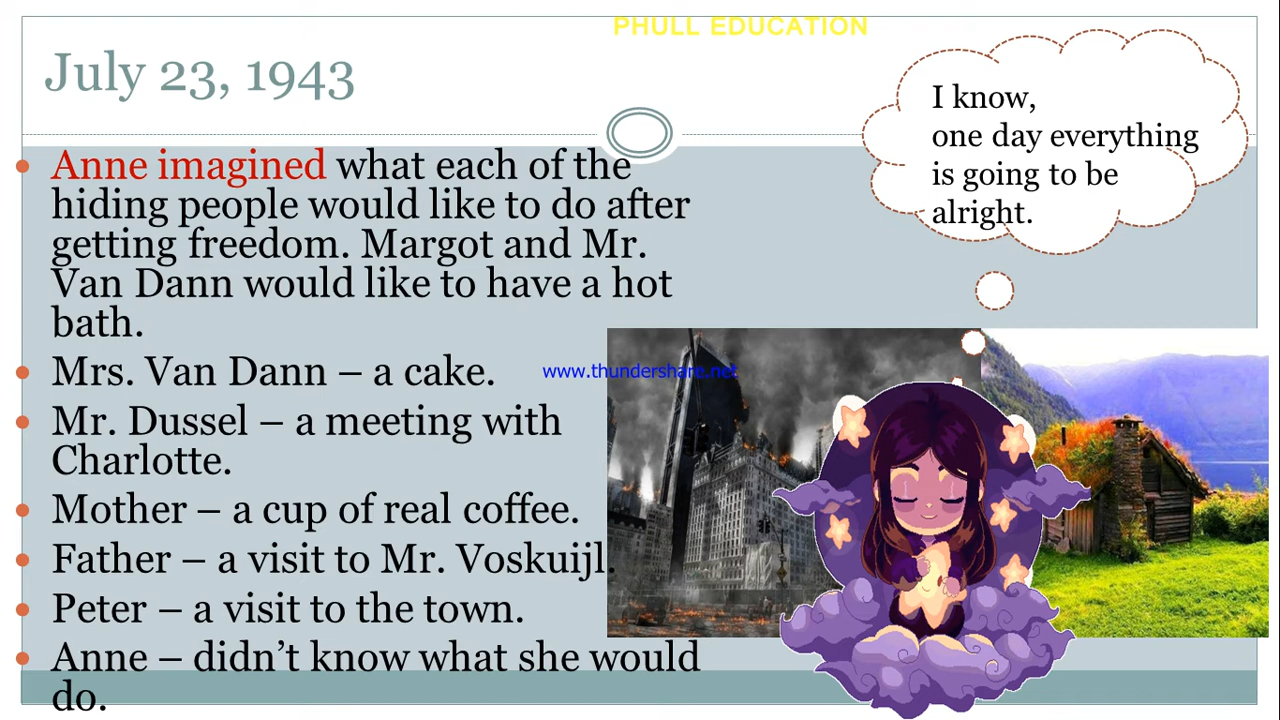 PHULL EDUCATION
July 23, 1943
I know,
one day everything
is going to be
alright.
• Anne imagined what each of the
hiding people would like to do after
getting freedom. Margot and Mr.
Van Dann would like to have a hot
bath.
• Mrs. Van Dann – a cake.
www.thundershare.net
• Mr. Dussel – a meeting with
Charlotte.
• Mother – a cup of real coffee.
• Father – a visit to Mr. Voskuijl.
• Peter – a visit to the town.
• Anne – didn’t know what she would
do.